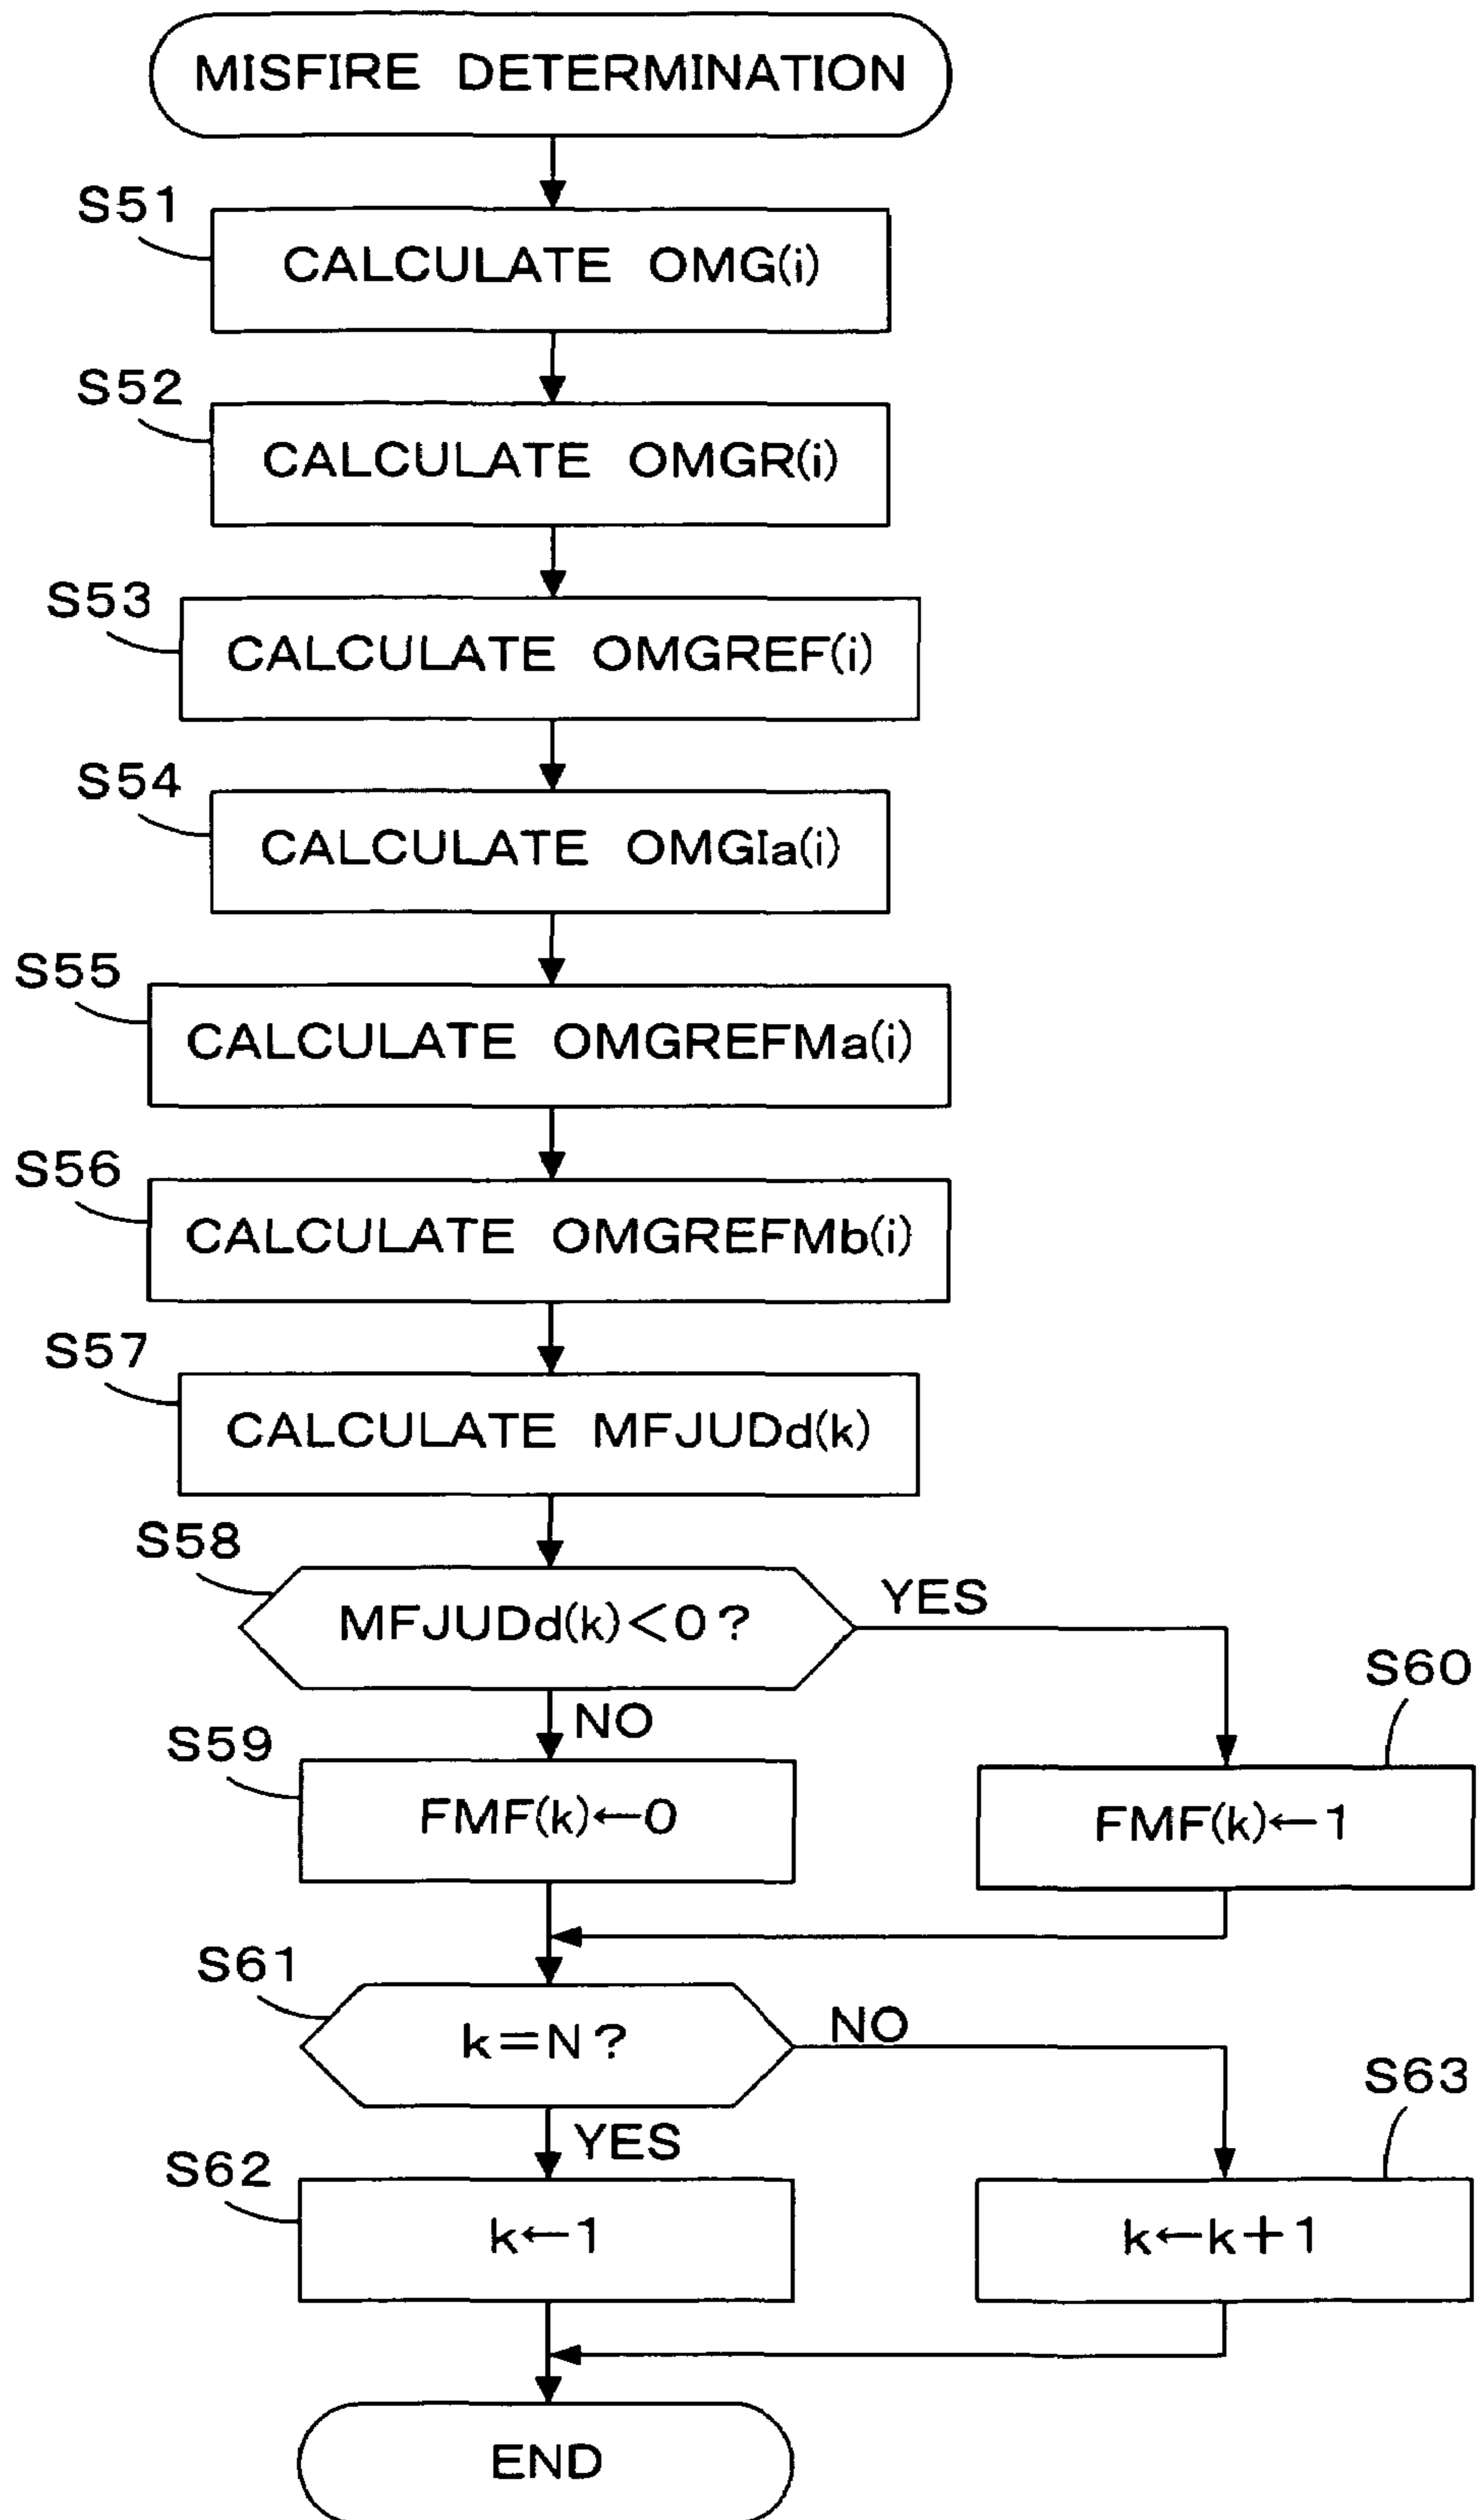 MISFIRE DETERMINATION
S51
CALCULATE OMG(i)
S52
CALCULATE OMGR(i)
S53
CALCULATE OMGREF(i)
S54
CALCULATE OMGIa(i)
S55
CALCULATE OMGREFMa(i)
S56
CALCULATE OMGREFMb(i)
S57
CALCULATE MFJUDd(k)
S58
MFJUDd(k)<0?
YES
NO
S59
FMF(k)←0
S60
FMF(k)←1
S61
k=N?
NO
YES
S62
k←1
S63
k←k+1
END